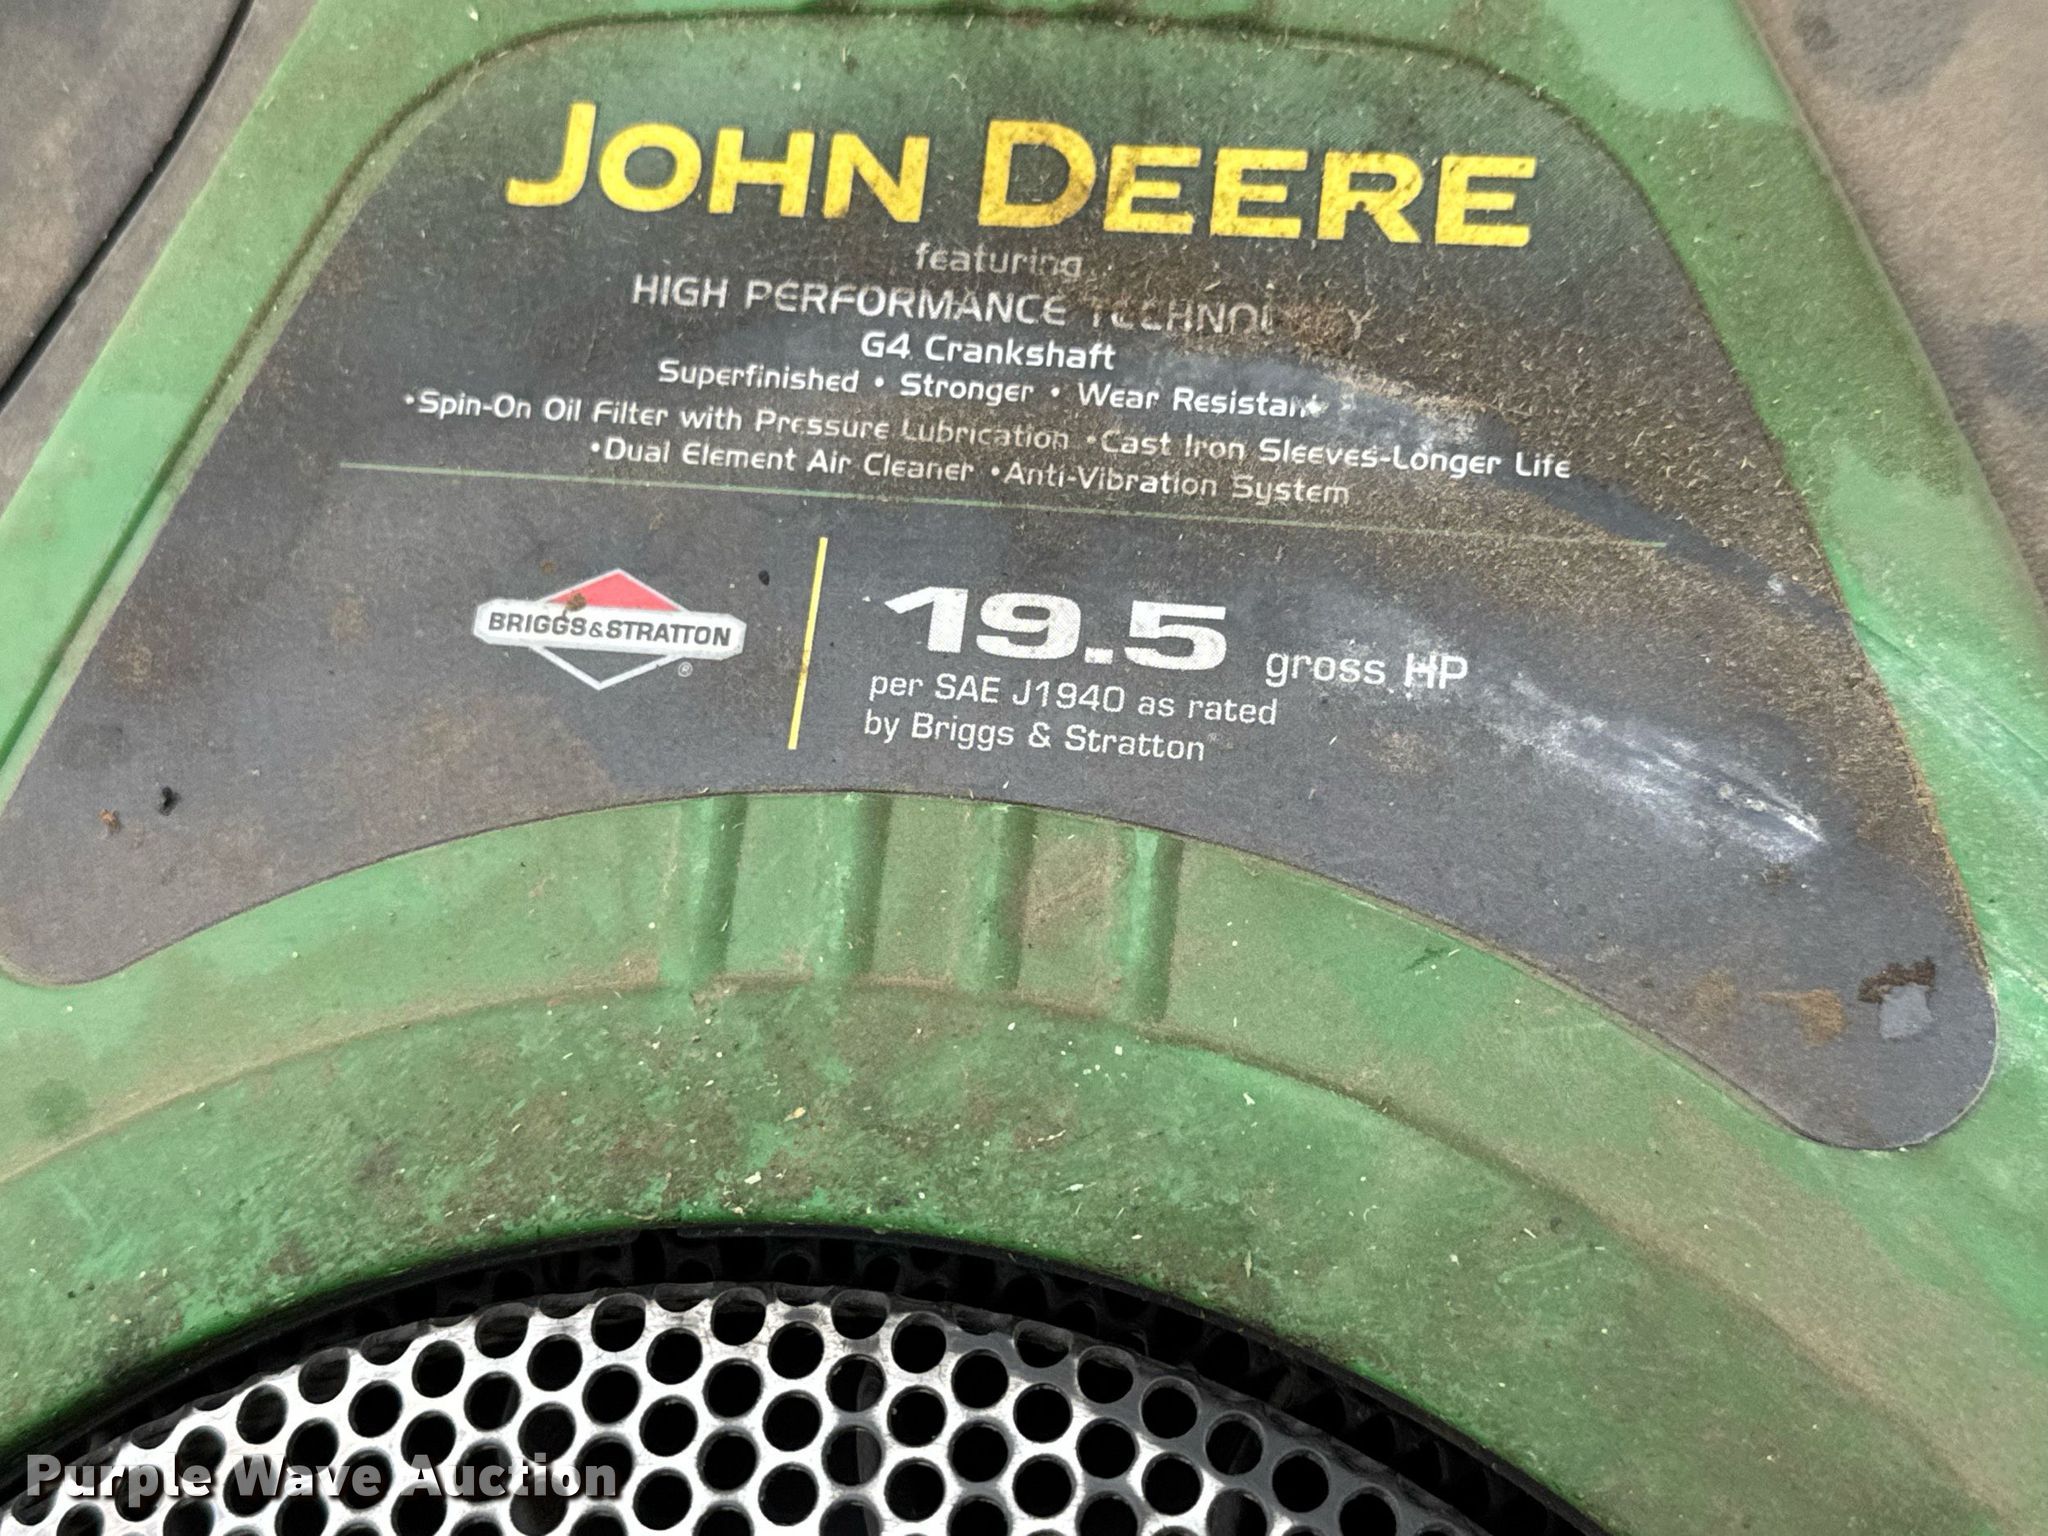 JOHN DEERE
featuring
HIGH PERFORMANCE TECHNOLOGY
G4 Crankshaft
Superfinished • Stronger • Wear Resistant
•Spin-On Oil Filter with Pressure Lubrication •Cast Iron Sleeves-Longer Life
•Dual Element Air Cleaner •Anti-Vibration System
BRIGGS&STRATTON
®
19.5 gross HP
per SAE J1940 as rated
by Briggs & Stratton
Purple Wave Auction